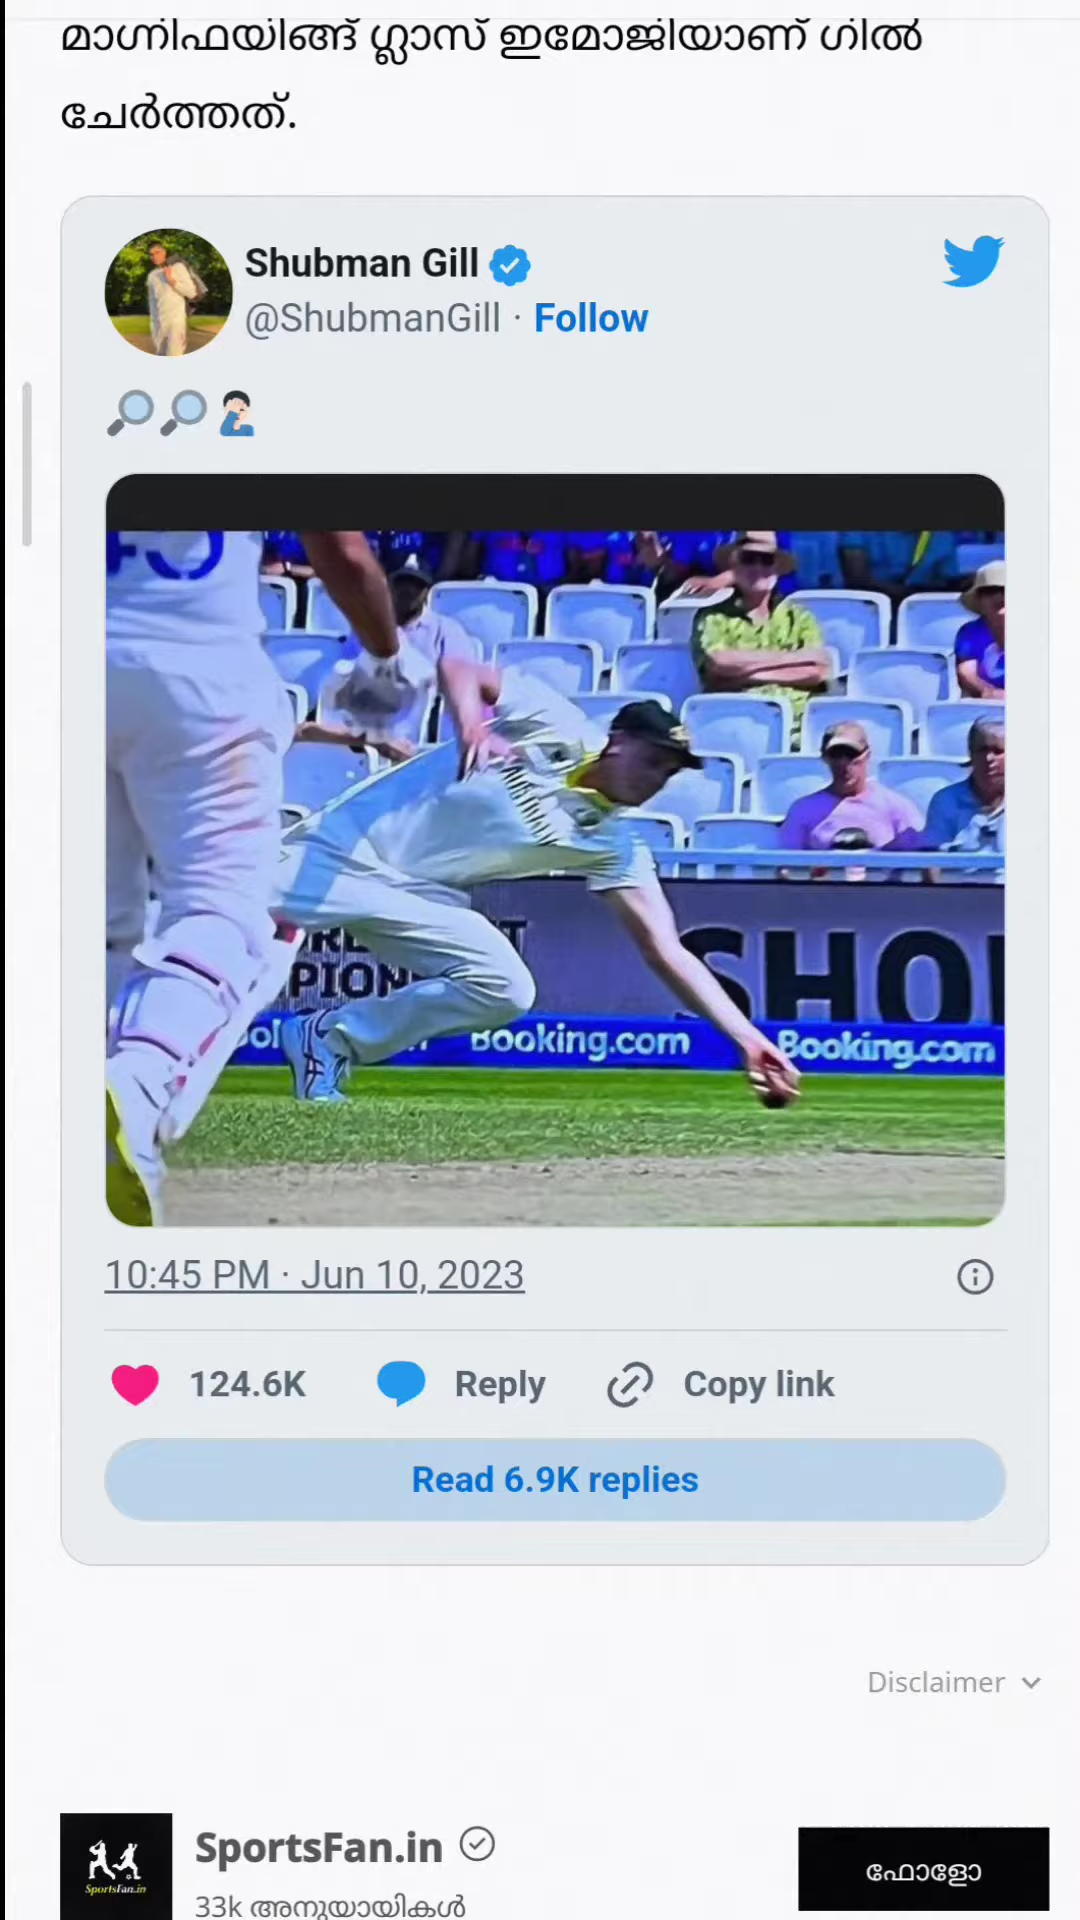 മാഗ്നിഫയിങ്ങ് ഗ്ലാസ് ഇമോജിയാണ് ഗിൽ
ചേർത്തത്.
Shubman Gill
@ShubmanGill · Follow
SHO
PION
Booking.com
Booking.com
10:45 PM · Jun 10, 2023
124.6K
Reply
Copy link
Read 6.9K replies
Disclaimer
SportsFan.in
SportsFan.in
ഫോളോ
33k അനുയായികൾ